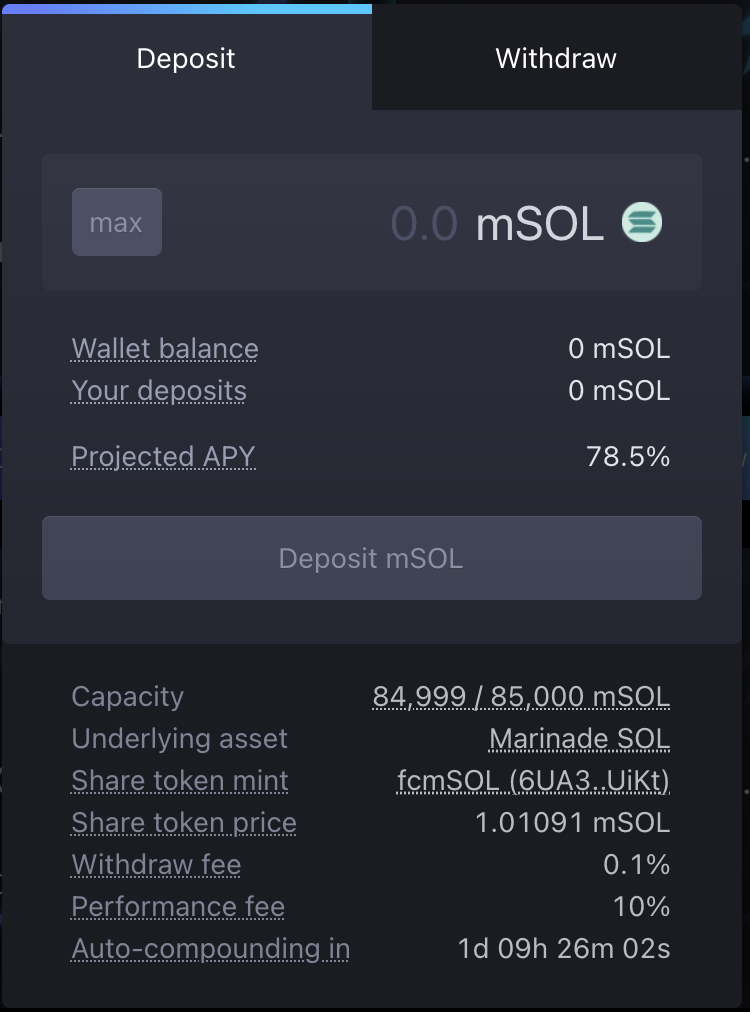 Deposit Withdraw
max 0.0 mSOL
Wallet balance 0 mSOL
Your deposits 0 mSOL
Projected APY 78.5%
Deposit mSOL
Capacity 84,999 / 85,000 mSOL
Underlying asset Marinade SOL
Share token mint fcmSOL (6UA3..UiKt)
Share token price 1.01091 mSOL
Withdraw fee 0.1%
Performance fee 10%
Auto-compounding in 1d 09h 26m 02s